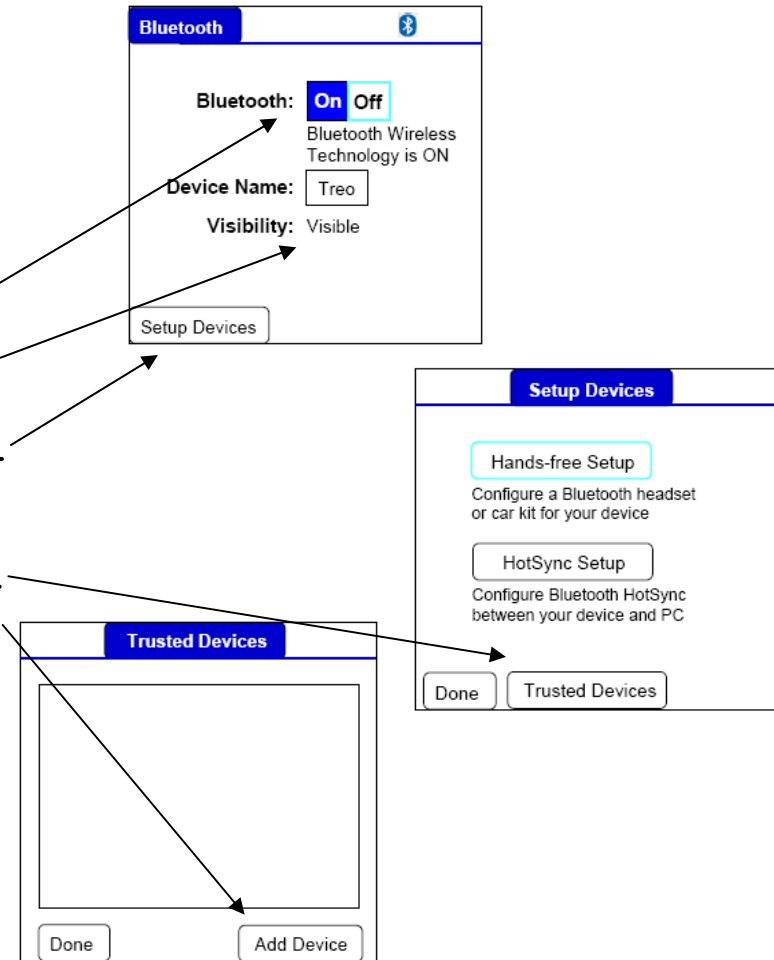 Bluetooth
Bluetooth: On Off
Bluetooth Wireless
Technology is ON
Device Name: Treo
Visibility: Visible
Setup Devices
Setup Devices
Hands-free Setup
Configure a Bluetooth headset
or car kit for your device
HotSync Setup
Configure Bluetooth HotSync
between your device and PC
Done Trusted Devices
Trusted Devices
Done Add Device